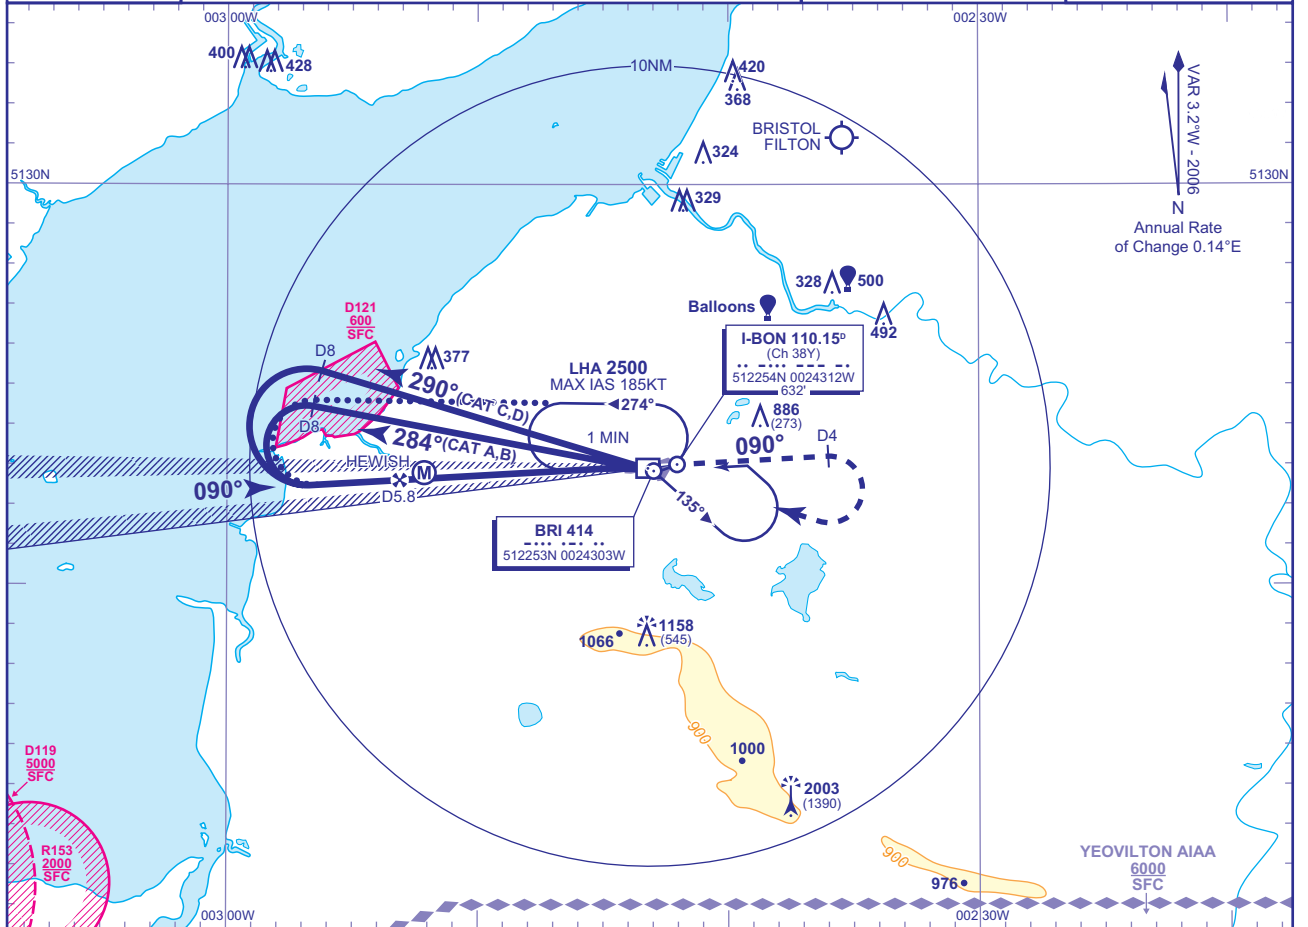 003 00W
002 30W
400
428
10NM
420
368
BRISTOL
FILTON
324
329
VAR 3.2°W - 2006
5130N
5130N
N
Annual Rate
of Change 0.14°E
328
500
Balloons
492
D121
600
SFC
I-BON 110.15ᴰ
(Ch 38Y)
-- ---- ---- --
512254N 0024312W
632'
D8
377
LHA 2500
MAX IAS 185KT
290° (CAT C,D)
274°
D8
284° (CAT A,B)
1 MIN
886
(273)
090°
D4
HEWISH
M
090°
D5.8
135°
BRI 414
-··· ·-· ··
512253N 0024303W
1066
1158
(545)
900
1000
2003
(1390)
D119
5000
SFC
R153
2000
SFC
900
976
YEOVILTON AIAA
6000
SFC
003 00W
002 30W